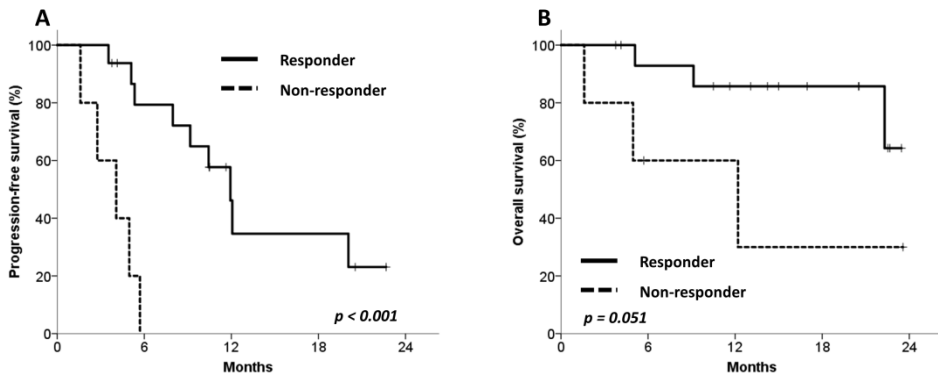 A
Progression-free survival (%)
100
80
60
40
20
0
Responder
Non-responder
p < 0.001
0 6 12 18 24
Months
B
Overall survival (%)
100
80
60
40
20
0
Responder
Non-responder
p = 0.051
0 6 12 18 24
Months